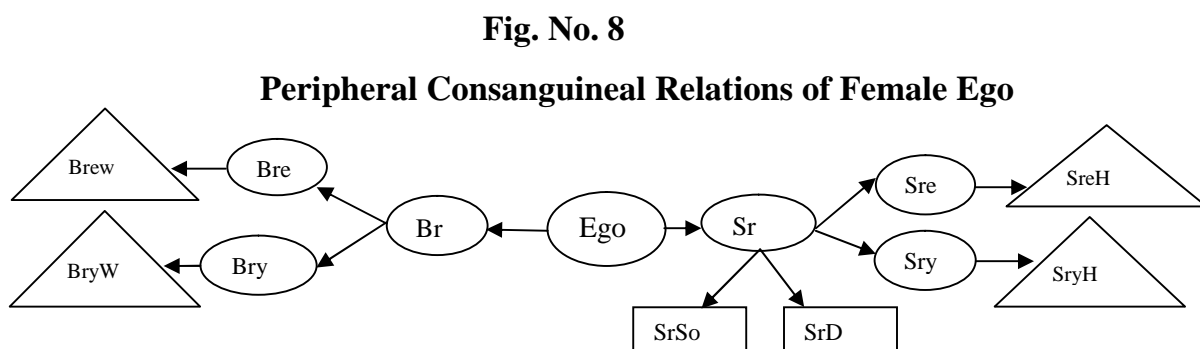 Fig. No. 8
Peripheral Consanguineal Relations of Female Ego
Brew
Bre
Sre
SreH
Br
Ego
Sr
BryW
Bry
Sry
SryH
SrSo
SrD